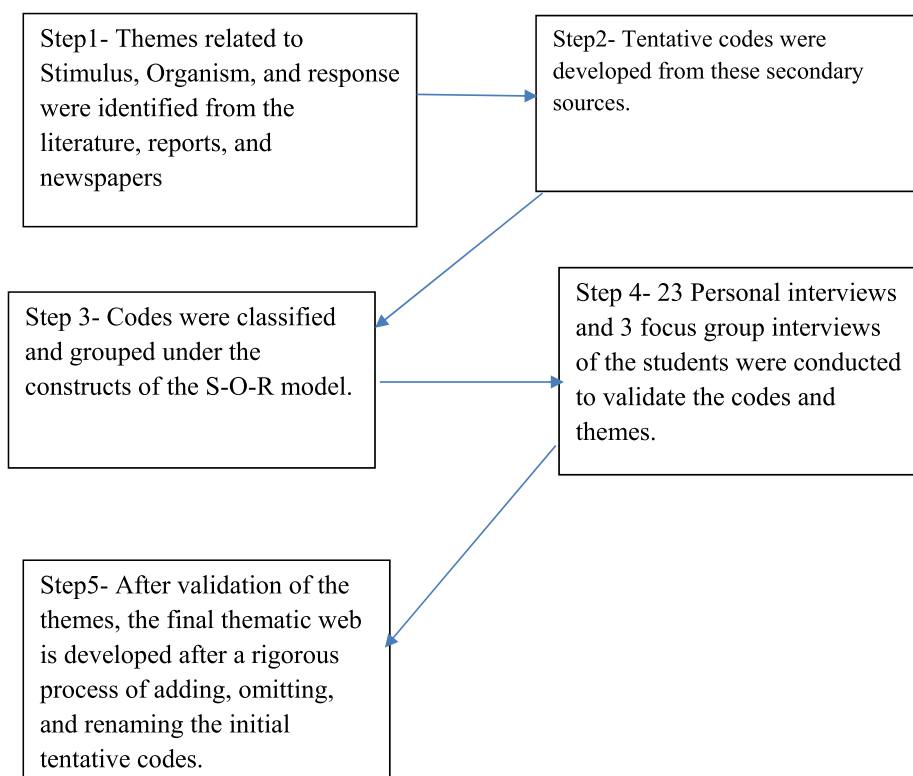 Step1- Themes related to
Stimulus, Organism, and response
were identified from the
literature, reports, and
newspapers
Step2- Tentative codes were
developed from these secondary
sources.
Step 3- Codes were classified
and grouped under the
constructs of the S-O-R model.
Step 4- 23 Personal interviews
and 3 focus group interviews
of the students were conducted
to validate the codes and
themes.
Step5- After validation of the
themes, the final thematic web
is developed after a rigorous
process of adding, omitting,
and renaming the initial
tentative codes.